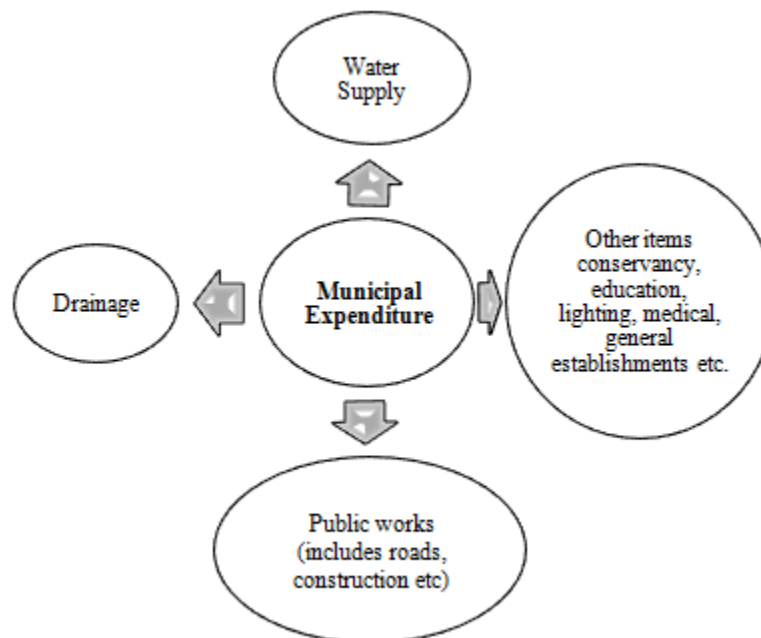 Water
Supply
Drainage
Municipal
Expenditure
Other items
conservancy,
education,
lighting, medical,
general
establishments etc.
Public works
(includes roads,
construction etc)